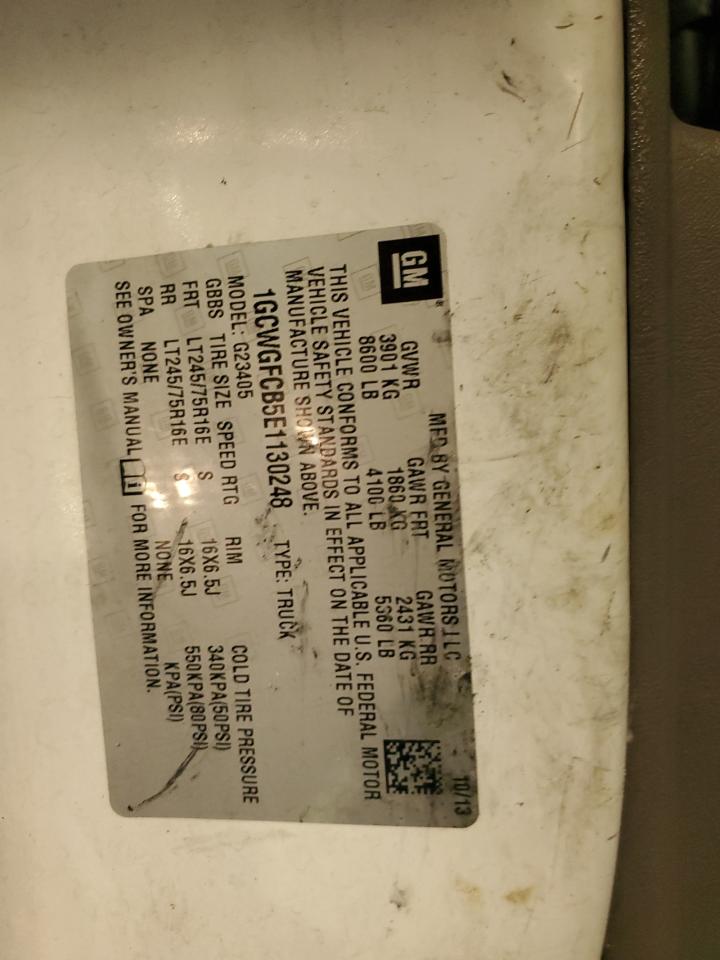 GM
MFD BY GENERAL MOTORS LLC 10/13
GVWR GAWR FRT GAWR RR
3901 KG 1860 KG 2431 KG
8600 LB 4100 LB 5360 LB
THIS VEHICLE CONFORMS TO ALL APPLICABLE U.S. FEDERAL MOTOR
VEHICLE SAFETY STANDARDS IN EFFECT ON THE DATE OF
MANUFACTURE SHOWN ABOVE.
1GCWGFCB5E1130248 TYPE: TRUCK
MODEL: G23405
GBBS TIRE SIZE SPEED RTG RIM COLD TIRE PRESSURE
FRT LT245/75R16E S 16X6.5J 340KPA(50PSI)
RR LT245/75R16E S 16X6.5J 550KPA(80PSI)
SPA NONE NONE KPA(PSI)
SEE OWNER'S MANUAL i FOR MORE INFORMATION.